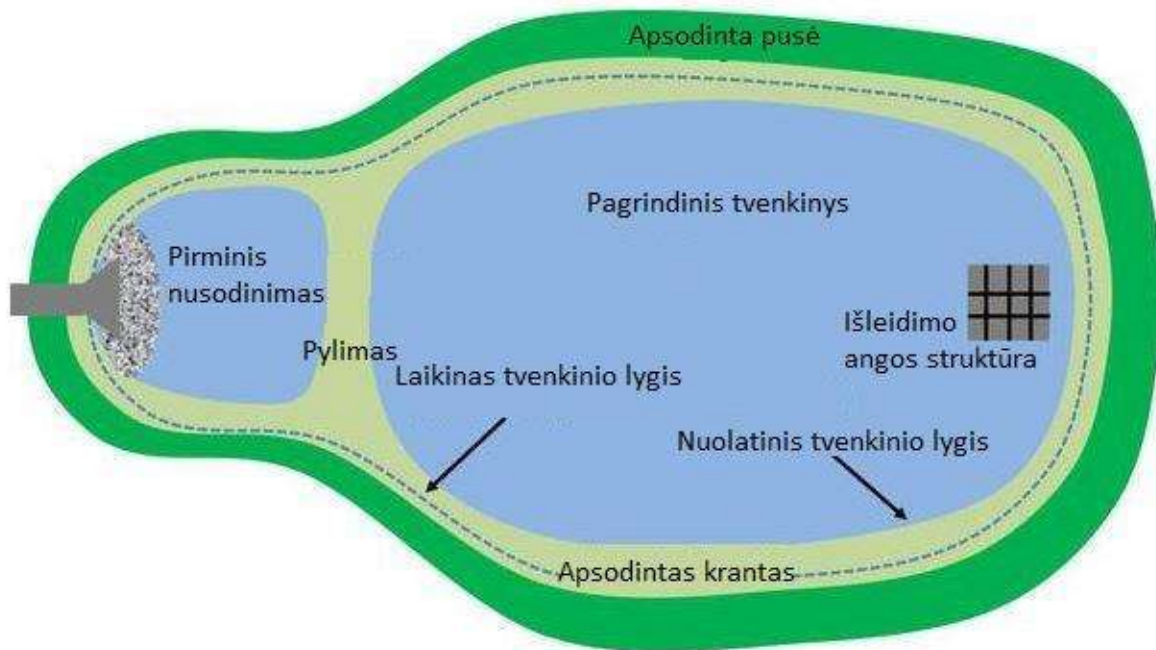 Apsodinta pusė
Pagrindinis tvenkinys
Pirminis
nusodinimas
Išleidimo
angos struktūra
Pylimas
Laikinas tvenkinio lygis
Nuolatinis tvenkinio lygis
Apsodintas krantas